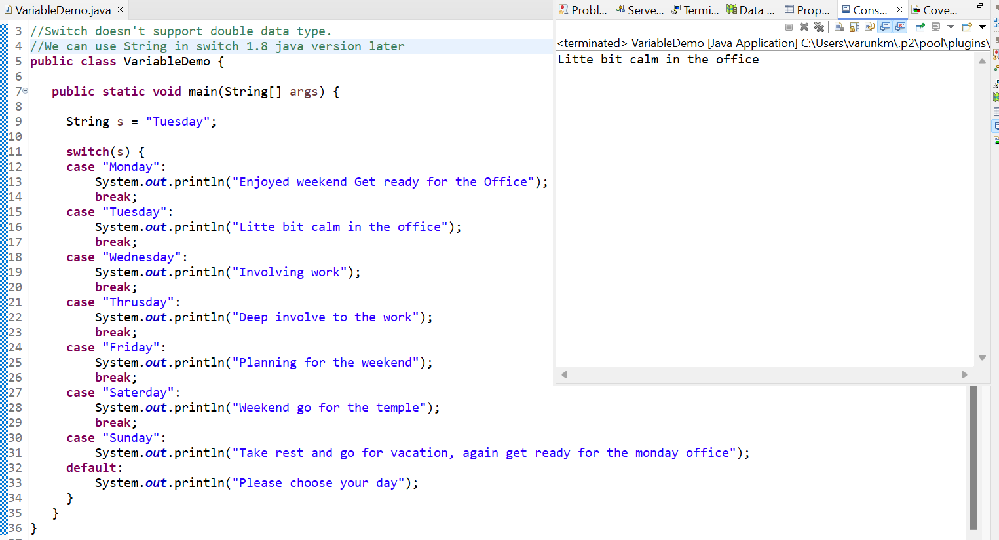 VariableDemo.java
3 //Switch doesn't support double data type.
4 //We can use String in switch 1.8 java version later
5 public class VariableDemo {
6
7 public static void main(String[] args) {
8
9 String s = "Tuesday";
10
11 switch(s) {
12 case "Monday":
13 System.out.println("Enjoyed weekend Get ready for the Office");
14 break;
15 case "Tuesday":
16 System.out.println("Litte bit calm in the office");
17 break;
18 case "Wednesday":
19 System.out.println("Involving work");
20 break;
21 case "Thrusday":
22 System.out.println("Deep involve to the work");
23 break;
24 case "Friday":
25 System.out.println("Planning for the weekend");
26 break;
27 case "Saterday":
28 System.out.println("Weekend go for the temple");
29 break;
30 case "Sunday":
31 System.out.println("Take rest and go for vacation, again get ready for the monday office");
32 default:
33 System.out.println("Please choose your day");
34 }
35 }
36 }
Probl... Serve... Termi... Data ... Prop... Cons... Cove...
<terminated> VariableDemo [Java Application] C:\Users\varunkm\.p2\pool\plugins\
Litte bit calm in the office